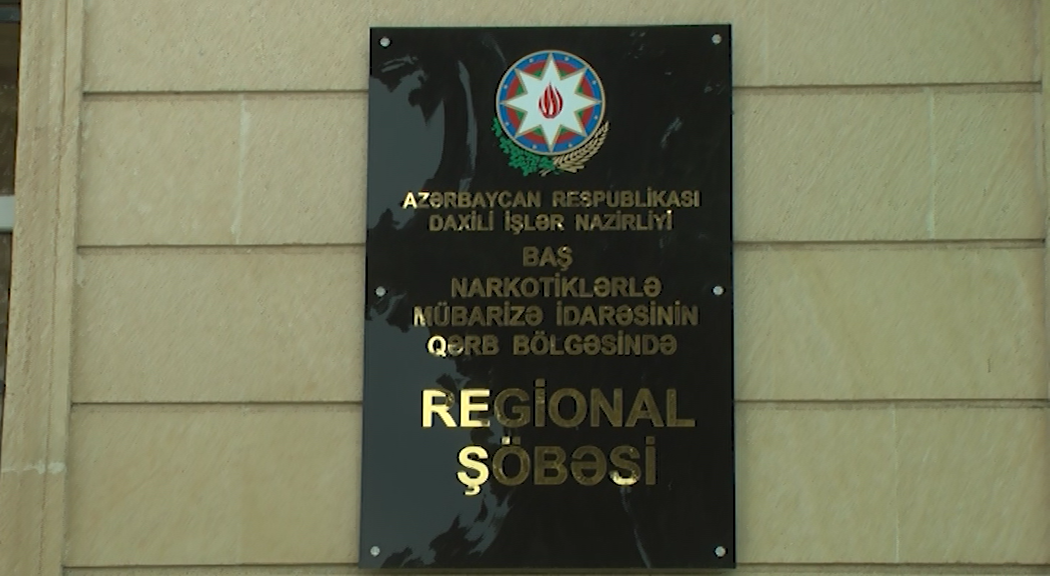 AZƏRBAYCAN RESPUBLİKASI
DAXİLİ İŞLƏR NAZİRLİYİ
BAŞ
NARKOTİKLƏRLƏ
MÜBARİZƏ İDARƏSİNİN
QƏRB BÖLGƏSİNDƏ
REGİONAL
ŞÖBƏSİ